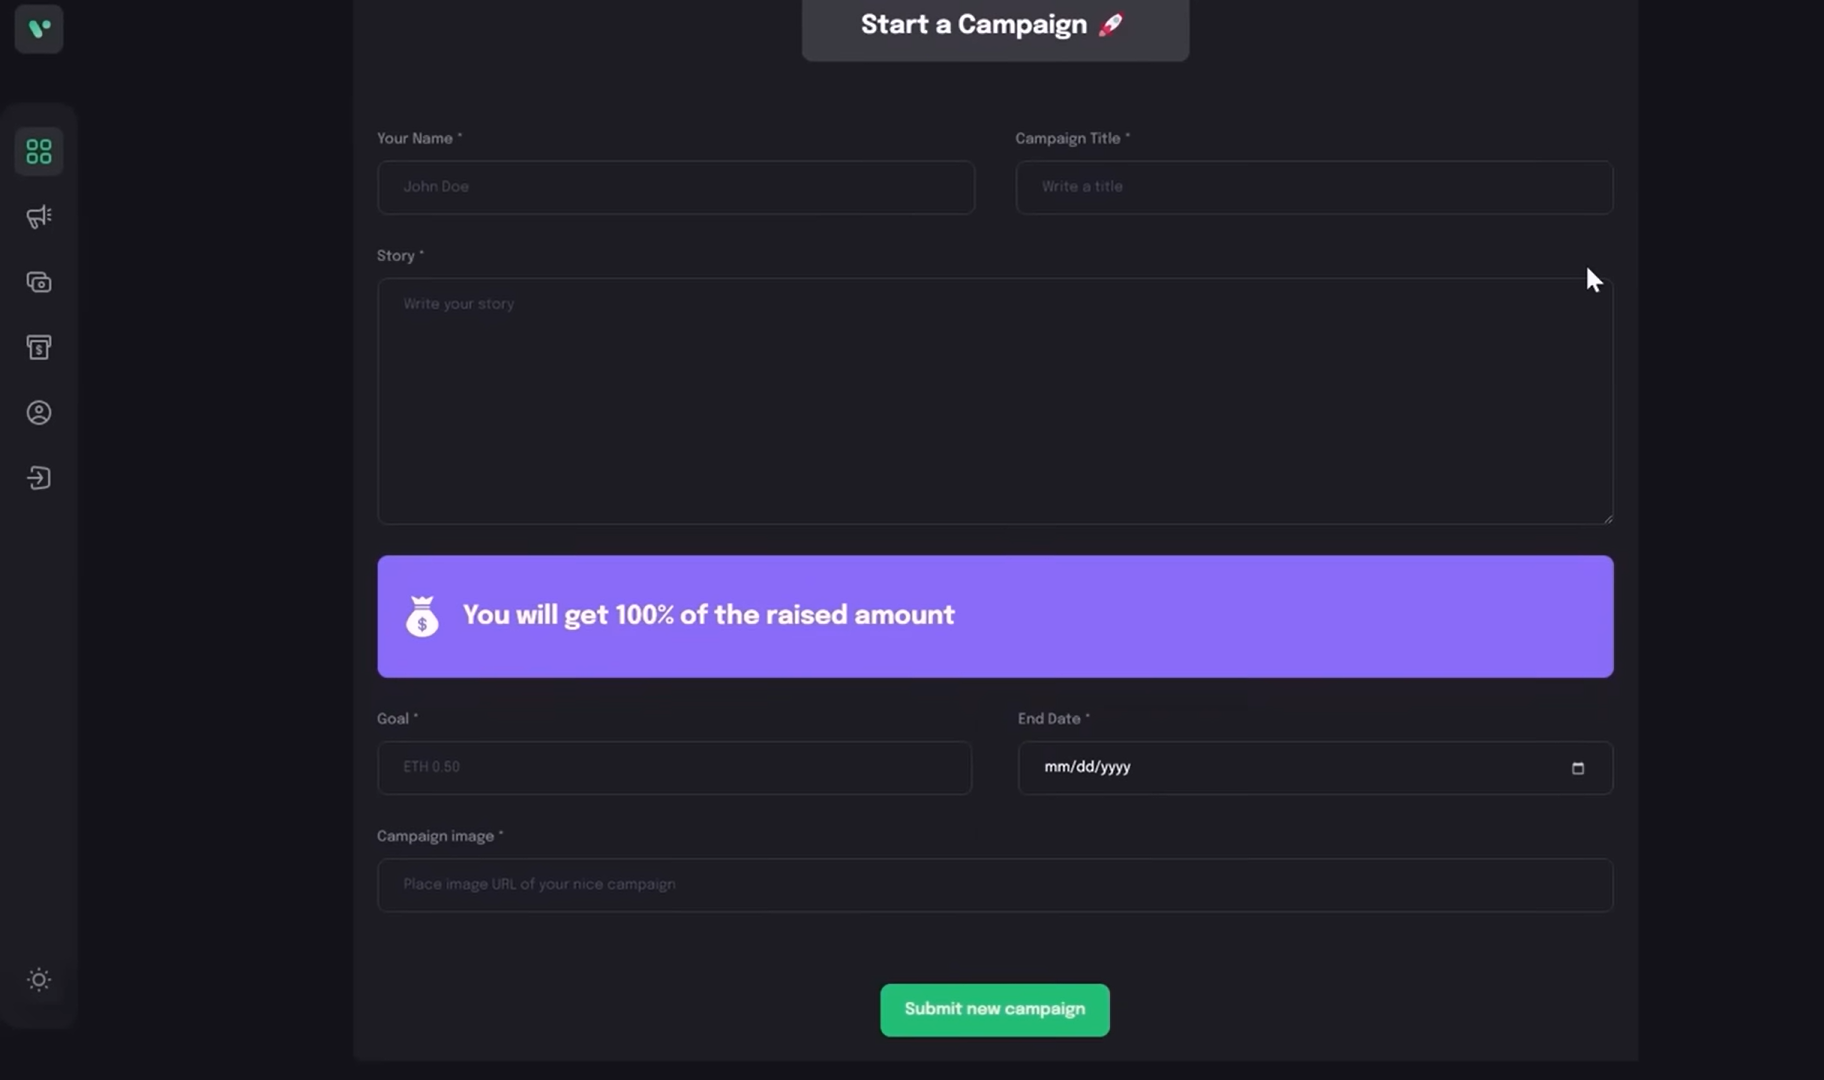 Start a Campaign 🚀
Your Name *
Campaign Title *
John Doe
Write a title
Story *
Write your story
You will get 100% of the raised amount
Goal *
End Date *
ETH 0.50
mm/dd/yyyy
Campaign image *
Place image URL of your nice campaign
Submit new campaign